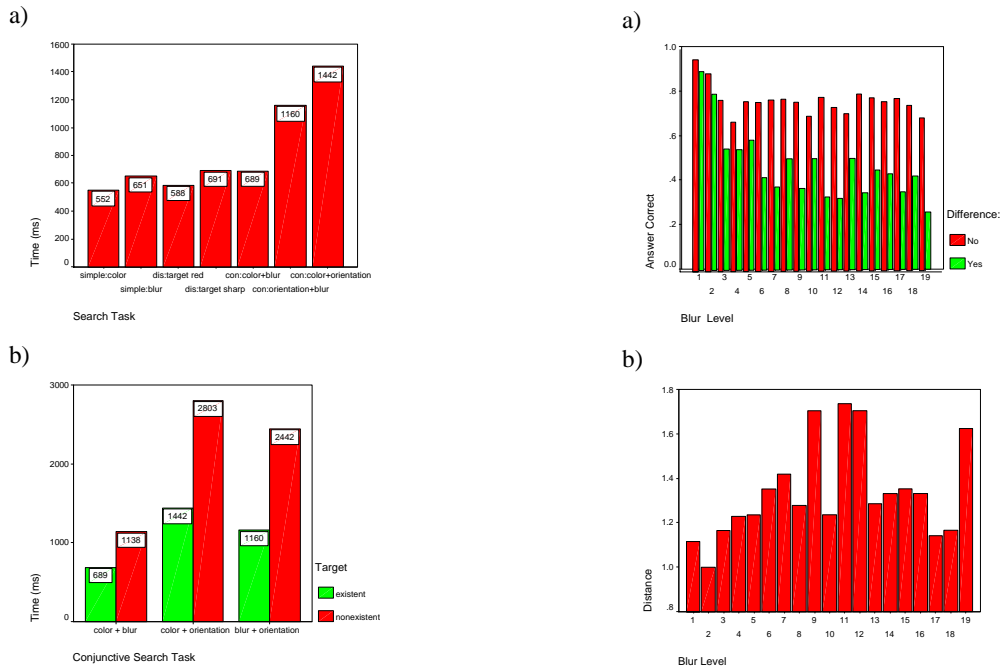 a)
1600
1400
1200
1000
800
600
400
200
0
Time (ms)
552
651
588
691
689
1160
1442
simple:color
dis:target red
con:color+blur
con:color+orientation
simple:blur
dis:target sharp
con:orientation+blur
Search Task
b)
3000
2000
1000
0
Time (ms)
689
1138
1442
2803
1160
2442
color + blur
color + orientation
blur + orientation
Conjunctive Search Task
Target
existent
nonexistent
a)
1.0
.8
.6
.4
.2
0.0
Answer Correct
1 3 5 7 9 11 13 15 17 19
2 4 6 8 10 12 14 16 18
Blur Level
Difference:
No
Yes
b)
1.8
1.6
1.4
1.2
1.0
.8
Distance
1 3 5 7 9 11 13 15 17 19
2 4 6 8 10 12 14 16 18
Blur Level